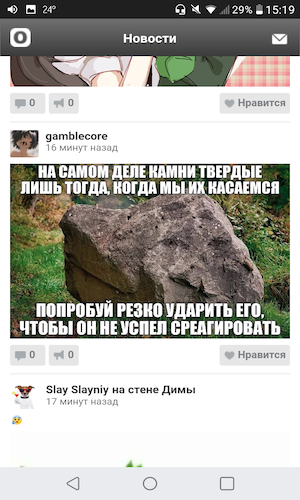 24°
29%
15:19
Новости
0
0
Нравится
gamblecore
16 минут назад
НА САМОМ ДЕЛЕ КАМНИ ТВЕРДЫЕ
ЛИШЬ ТОГДА, КОГДА МЫ ИХ КАСАЕМСЯ
ПОПРОБУЙ РЕЗКО УДАРИТЬ ЕГО,
ЧТОБЫ ОН НЕ УСПЕЛ СРЕАГИРОВАТЬ
0
0
Нравится
Slay Slayniy на стене Димы
17 минут назад